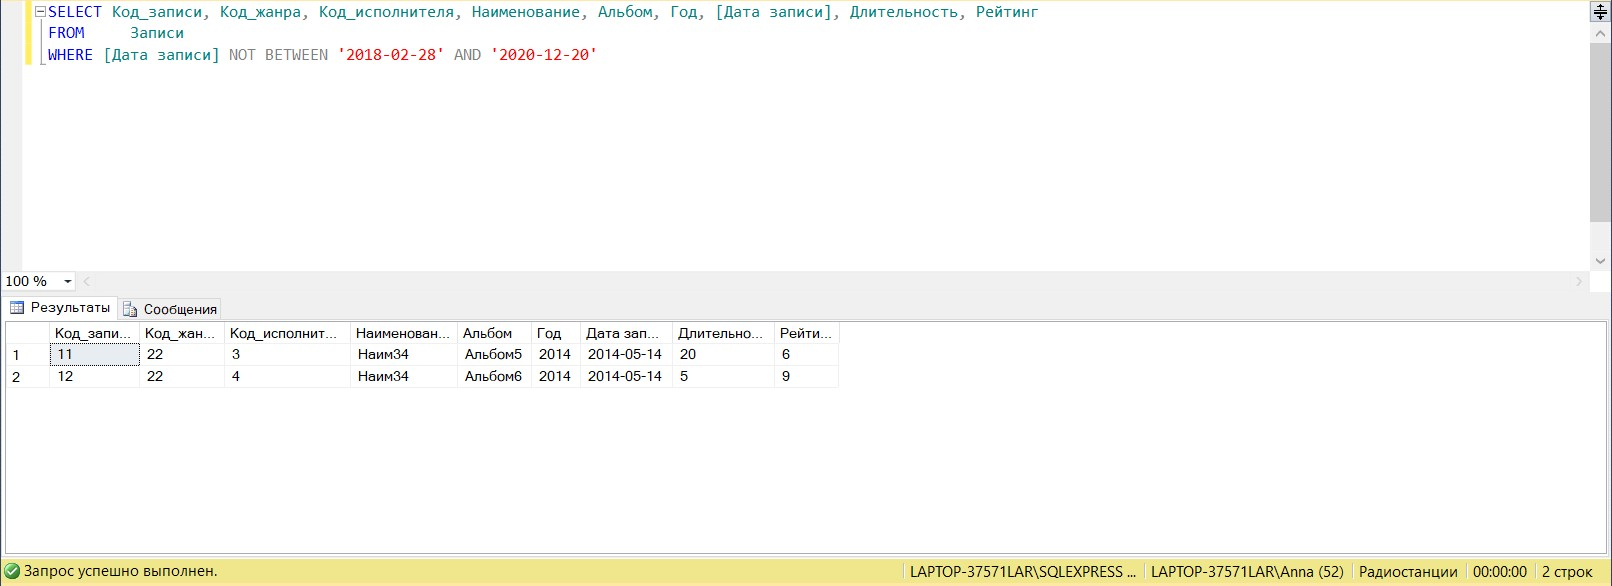 SELECT Код_записи, Код_жанра, Код_исполнителя, Наименование, Альбом, Год, [Дата записи], Длительность, Рейтинг
FROM Записи
WHERE [Дата записи] NOT BETWEEN '2018-02-28' AND '2020-12-20'
100 %
Результаты Сообщения
Код_запи... Код_жан... Код_исполнит... Наименован... Альбом Год Дата зап... Длительно... Рейти...
1 11 22 3 Наим34 Альбом5 2014 2014-05-14 20 6
2 12 22 4 Наим34 Альбом6 2014 2014-05-14 5 9
Запрос успешно выполнен. LAPTOP-37571LAR\SQLEXPRESS ... LAPTOP-37571LAR\Anna (52) Радиостанции 00:00:00 2 строк